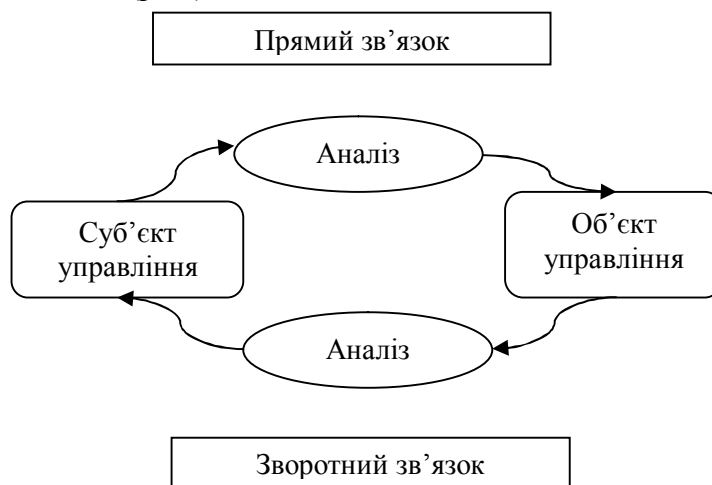 Прямий зв’язок
Аналіз
Суб’єкт
управління
Об’єкт
управління
Аналіз
Зворотний зв’язок